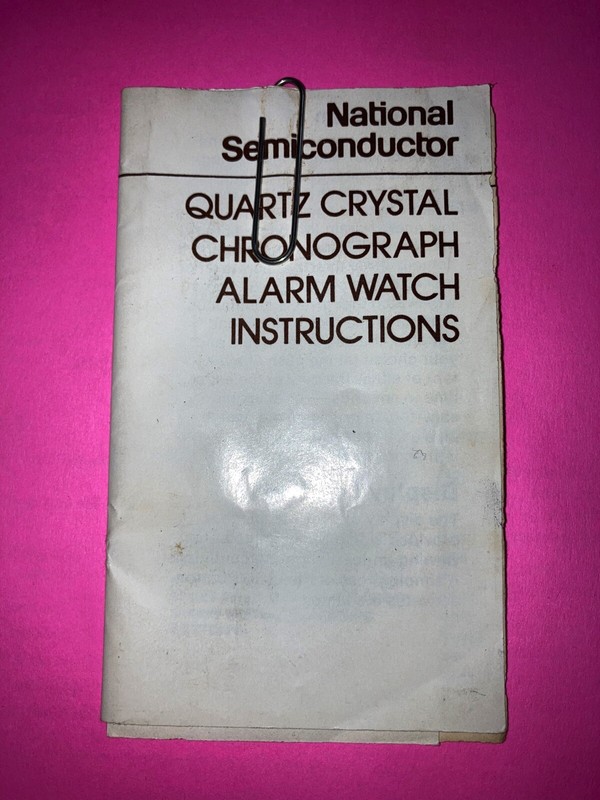 National
Semiconductor
QUARTZ CRYSTAL
CHRONOGRAPH
ALARM WATCH
INSTRUCTIONS